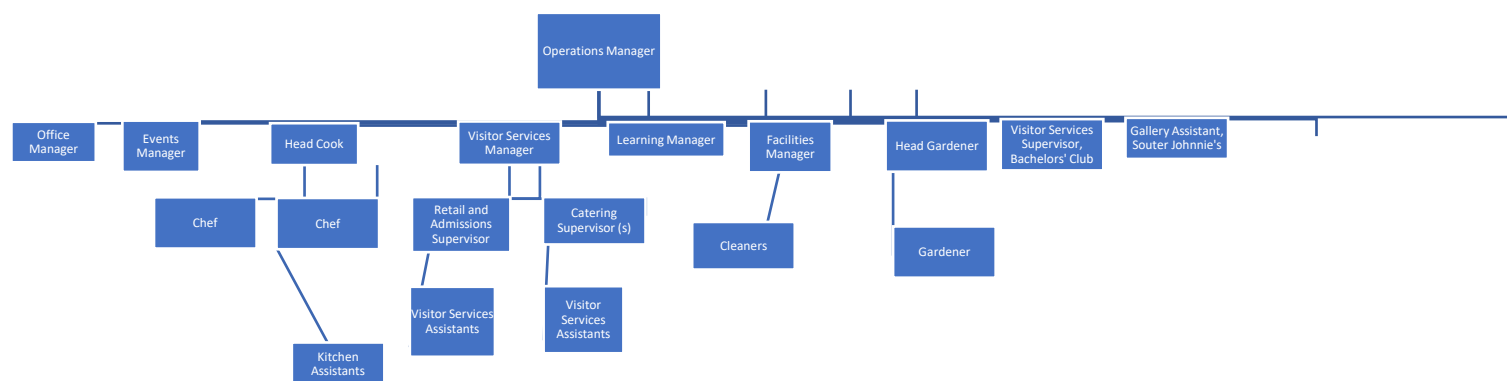 Operations Manager
Office
Manager
Events
Manager
Head Cook
Visitor Services
Manager
Learning Manager
Facilities
Manager
Head Gardener
Visitor Services
Supervisor,
Bachelors' Club
Gallery Assistant,
Souter Johnnie's
Chef
Chef
Retail and
Admissions
Supervisor
Catering
Supervisor (s)
Cleaners
Gardener
Visitor Services
Assistants
Visitor
Services
Assistants
Kitchen
Assistants